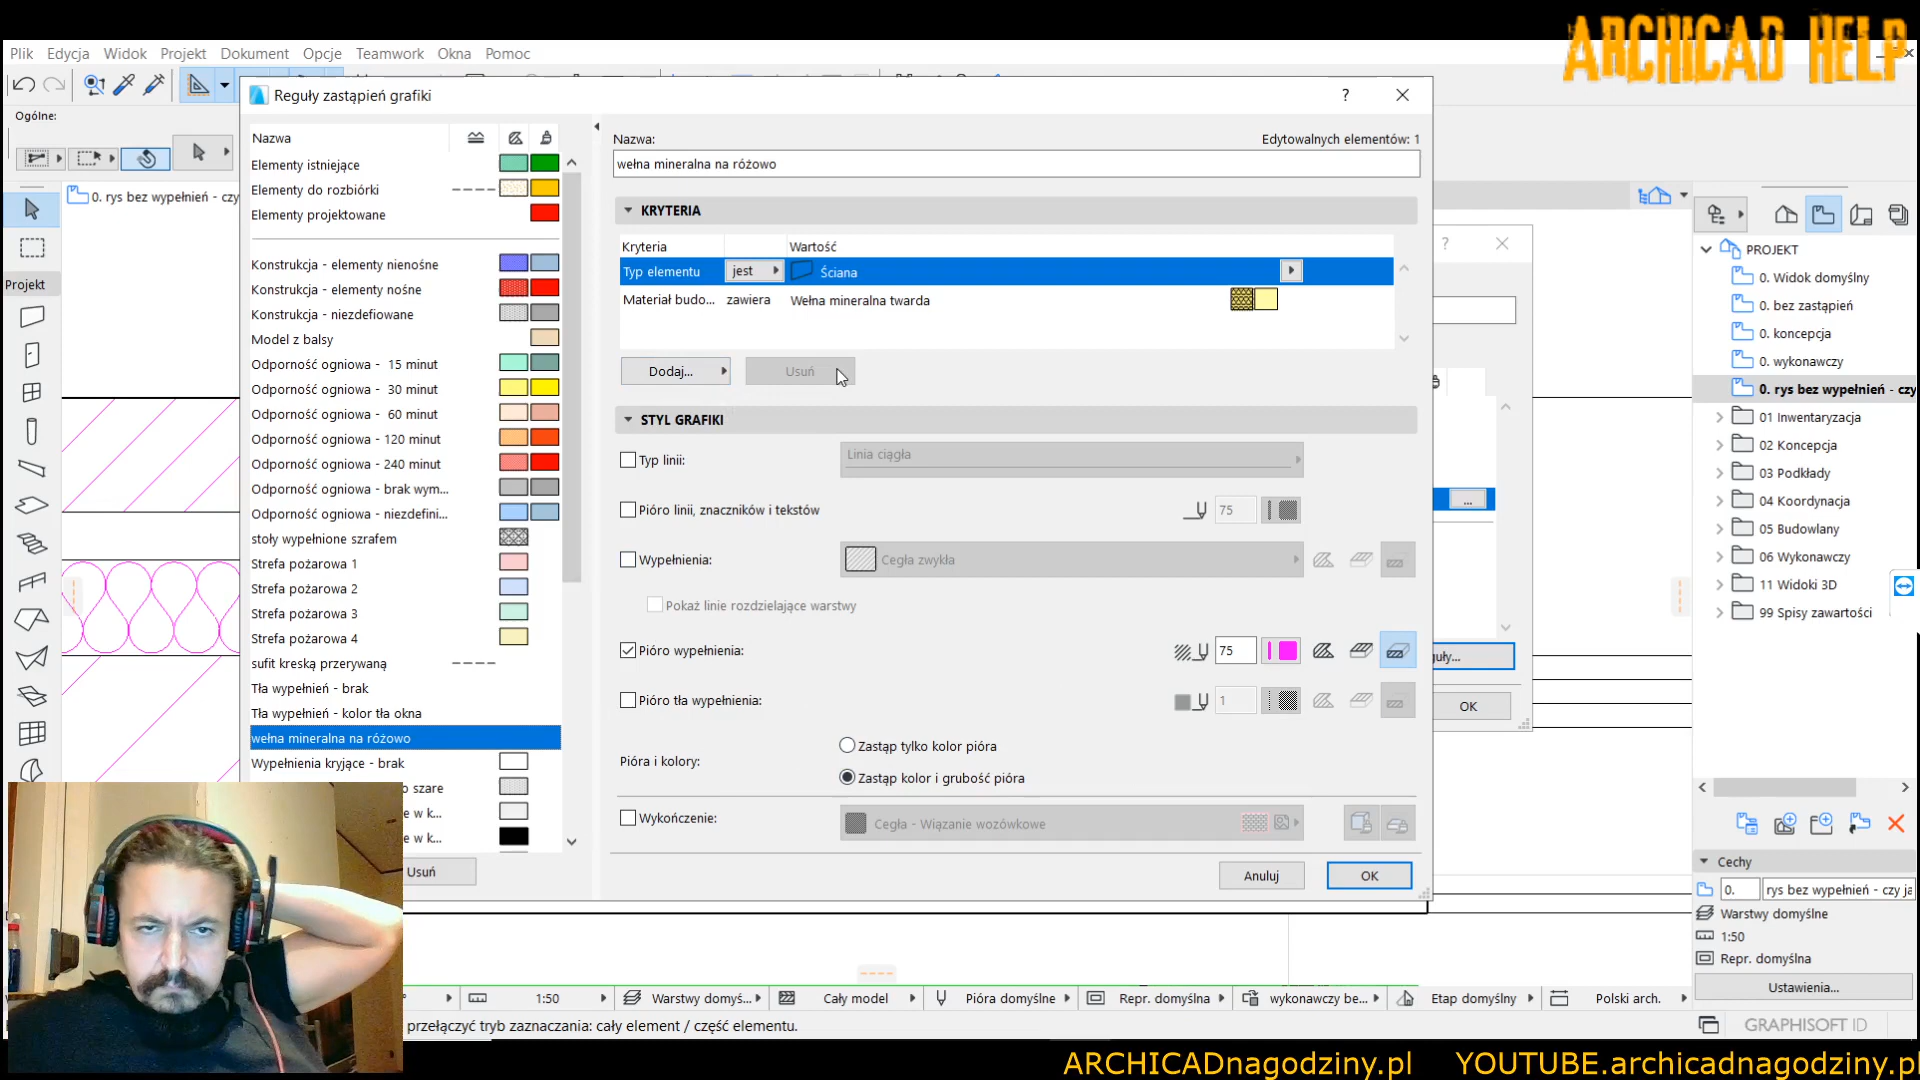 ARCHICAD HELP
Plik Edycja Widok Projekt Dokument Opcje Teamwork Okna Pomoc
Reguły zastąpień grafiki
?
Ogólne:
Nazwa
Nazwa:
Edytowalnych elementów: 1
wełna mineralna na różowo
0. rys bez wypełnień - czy
Projekt
Elementy istniejące
Elementy do rozbiórki
Elementy projektowane
Konstrukcja - elementy nienośne
Konstrukcja - elementy nośne
Konstrukcja - niezdefiowane
Model z balsy
Odporność ogniowa - 15 minut
Odporność ogniowa - 30 minut
Odporność ogniowa - 60 minut
Odporność ogniowa - 120 minut
Odporność ogniowa - 240 minut
Odporność ogniowa - brak wym...
Odporność ogniowa - niezdefini...
stoły wypełnione szrafem
Strefa pożarowa 1
Strefa pożarowa 2
Strefa pożarowa 3
Strefa pożarowa 4
sufit kreską przerywaną
Tła wypełnień - brak
Tła wypełnień - kolor tła okna
wełna mineralna na różowo
Wypełnienia kryjące - brak
o szare
e w k...
e w k...
Usuń
KRYTERIA
Kryteria Wartość
Typ elementu jest Ściana
Materiał budo... zawiera Wełna mineralna twarda
Dodaj... Usuń
STYL GRAFIKI
Typ linii: Linia ciągła
Pióro linii, znaczników i tekstów 75
Wypełnienia: Cegła zwykła
Pokaż linie rozdzielające warstwy
Pióro wypełnienia: 75
Pióro tła wypełnienia: 1
Pióra i kolory:
Zastąp tylko kolor pióra
Zastąp kolor i grubość pióra
Wykończenie: Cegła - Wiązanie wozówkowe
Anuluj OK
?
...
guły...
OK
PROJEKT
0. Widok domyślny
0. bez zastąpień
0. koncepcja
0. wykonawczy
0. rys bez wypełnień - czy
01 Inwentaryzacja
02 Koncepcja
03 Podkłady
04 Koordynacja
05 Budowlany
06 Wykonawczy
11 Widoki 3D
99 Spisy zawartości
Cechy
0. rys bez wypełnień - czy ja
Warstwy domyślne
1:50
Repr. domyślna
Ustawienia...
1:50 Warstwy domyś... Cały model Pióra domyślne Repr. domyślna wykonawczy be... Etap domyślny Polski arch.
przełączyć tryb zaznaczania: cały element / część elementu.
GRAPHISOFT ID
ARCHICADnagodziny.pl YOUTUBE.archicadnagodziny.pl